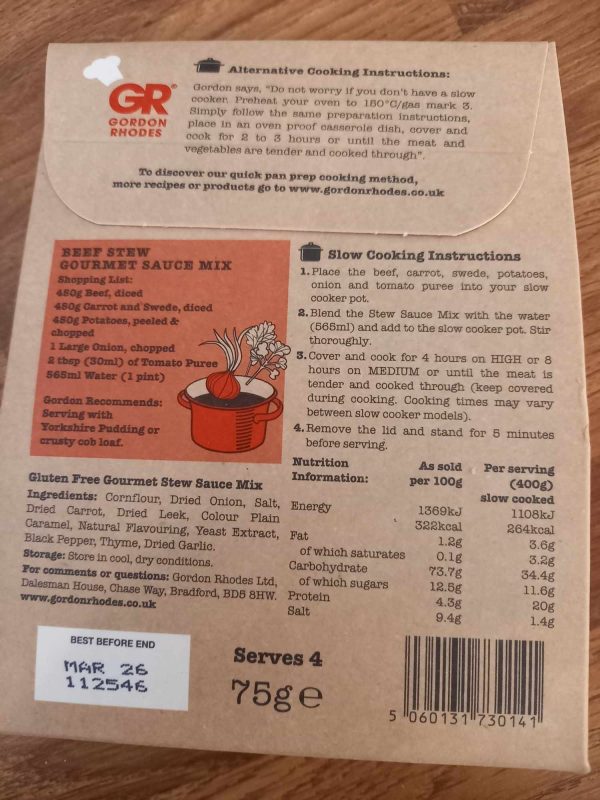 Alternative Cooking Instructions:
Gordon says, "Do not worry if you don't have a slow
cooker. Preheat your oven to 150°C/gas mark 3.
Simply follow the same preparation instructions,
place in an oven proof casserole dish, cover and
cook for 2 to 3 hours or until the meat and
vegetables are tender and cooked through".
GR®
GORDON
RHODES
To discover our quick pan prep cooking method,
more recipes or products go to www.gordonrhodes.co.uk
BEEF STEW
GOURMET SAUCE MIX
Shopping List:
450g Beef, diced
450g Carrot and Swede, diced
450g Potatoes, peeled &
chopped
1 Large Onion, chopped
2 tbsp (30ml) of Tomato Puree
565ml Water (1 pint)
Gordon Recommends:
Serving with
Yorkshire Pudding or
crusty cob loaf.
Slow Cooking Instructions
1. Place the beef, carrot, swede, potatoes,
onion and tomato puree into your slow
cooker pot.
2. Blend the Stew Sauce Mix with the water
(565ml) and add to the slow cooker pot. Stir
thoroughly.
3. Cover and cook for 4 hours on HIGH or 8
hours on MEDIUM or until the meat is
tender and cooked through (keep covered
during cooking. Cooking times may vary
between slow cooker models).
4. Remove the lid and stand for 5 minutes
before serving.
Gluten Free Gourmet Stew Sauce Mix
Ingredients: Cornflour, Dried Onion, Salt,
Dried Carrot, Dried Leek, Colour Plain
Caramel, Natural Flavouring, Yeast Extract,
Black Pepper, Thyme, Dried Garlic.
Storage: Store in cool, dry conditions.
For comments or questions: Gordon Rhodes Ltd,
Dalesman House, Chase Way, Bradford, BD5 8HW.
www.gordonrhodes.co.uk
Nutrition As sold Per serving
Information: per 100g (400g)
slow cooked
Energy 1369kJ 1108kJ
322kcal 264kcal
Fat 1.2g 3.6g
of which saturates 0.1g 3.2g
Carbohydrate 73.7g 34.4g
of which sugars 12.5g 11.6g
Protein 4.3g 20g
Salt 9.4g 1.4g
BEST BEFORE END
MAR 26
112546
Serves 4
75g e
5 060131 730141